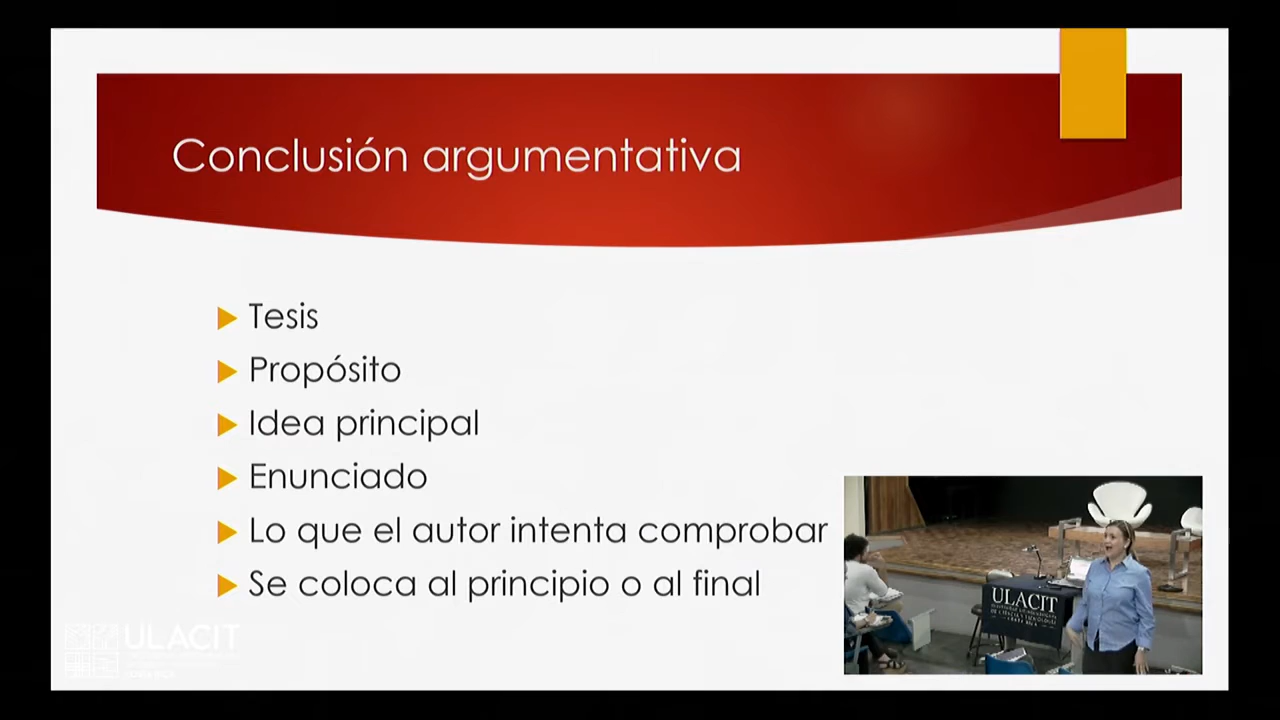 Conclusión argumentativa
Tesis
Propósito
Idea principal
Enunciado
Lo que el autor intenta comprobar
Se coloca al principio o al final
ULACIT
ULACIT